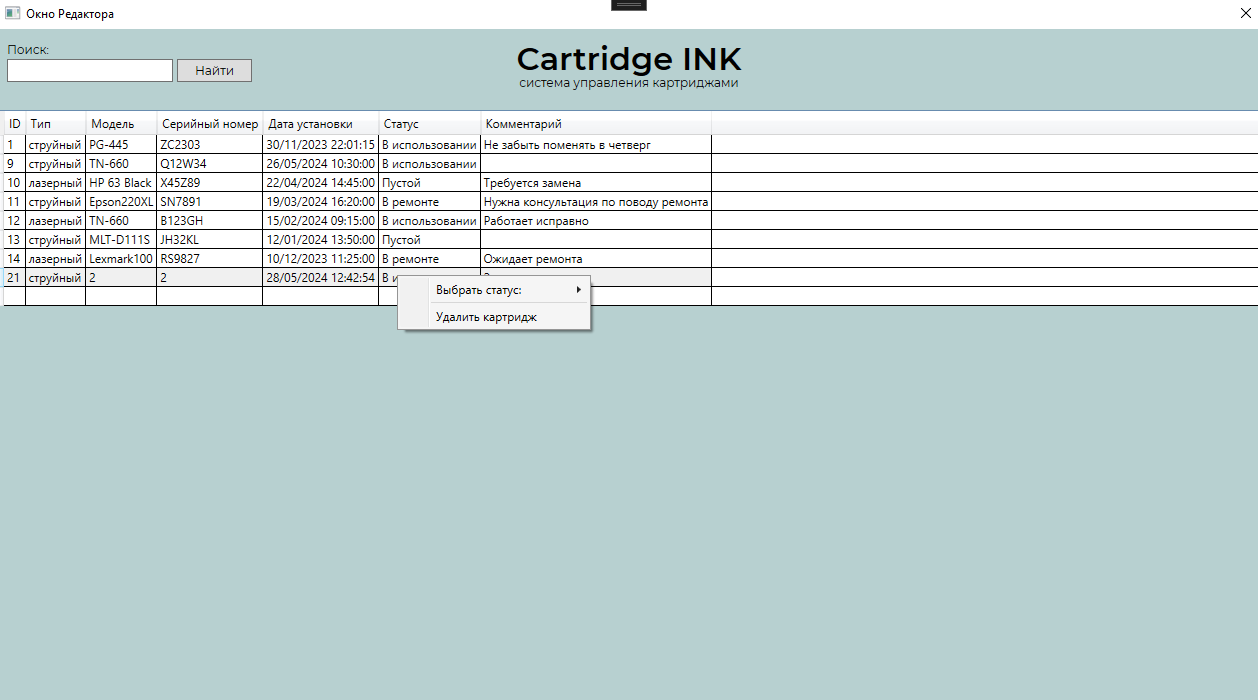 Окно Редактора
Поиск:
Найти
Cartridge INK
система управления картриджами
ID Тип Модель Серийный номер Дата установки Статус Комментарий
1 струйный PG-445 ZC2303 30/11/2023 22:01:15 В использовании Не забыть поменять в четверг
9 струйный TN-660 Q12W34 26/05/2024 10:30:00 В использовании
10 лазерный HP 63 Black X45Z89 22/04/2024 14:45:00 Пустой Требуется замена
11 струйный Epson220XL SN7891 19/03/2024 16:20:00 В ремонте Нужна консультация по поводу ремонта
12 лазерный TN-660 B123GH 15/02/2024 09:15:00 В использовании Работает исправно
13 струйный MLT-D111S JH32KL 12/01/2024 13:50:00 Пустой
14 лазерный Lexmark100 RS9827 10/12/2023 11:25:00 В ремонте Ожидает ремонта
21 струйный 2 2 28/05/2024 12:42:54 В
Выбрать статус:
Удалить картридж